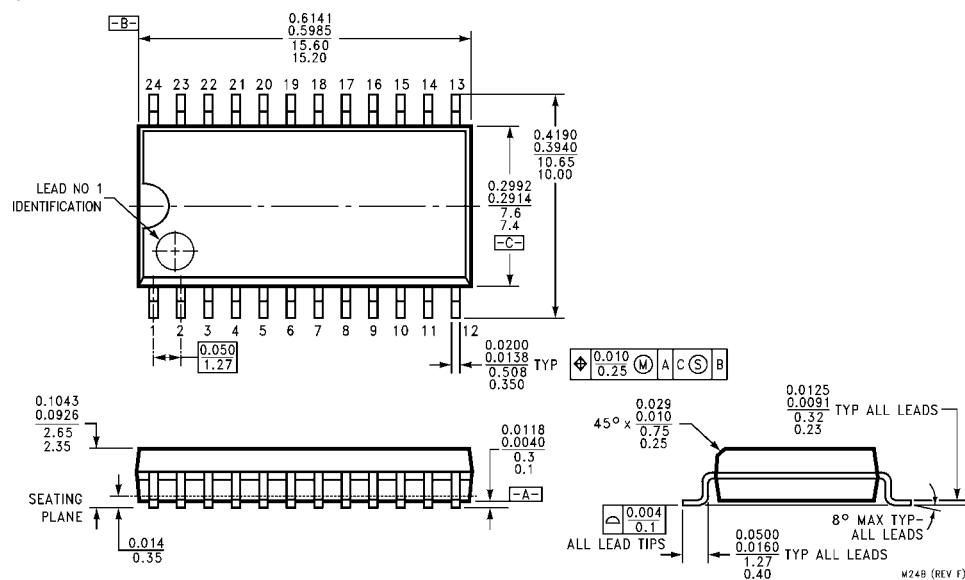 -B-
0.6141
0.5985
15.60
15.20
24 23 22 21 20 19 18 17 16 15 14 13
0.4190
0.3940
10.65
10.00
LEAD NO 1
IDENTIFICATION
0.2992
0.2914
7.6
7.4
-C-
1 2 3 4 5 6 7 8 9 10 11 12
0.050
1.27
0.0200
0.0138
0.508
0.350
TYP
0.010
0.25
M A C S B
0.1043
0.0926
2.65
2.35
0.0118
0.0040
0.3
0.1
-A-
SEATING
PLANE
0.014
0.35
45° x
0.029
0.010
0.75
0.25
0.0125
0.0091
0.32
0.23
TYP ALL LEADS
0.004
0.1
ALL LEAD TIPS
0.0500
0.0160
1.27
0.40
TYP ALL LEADS
8° MAX TYP-
ALL LEADS
M24B (REV F)